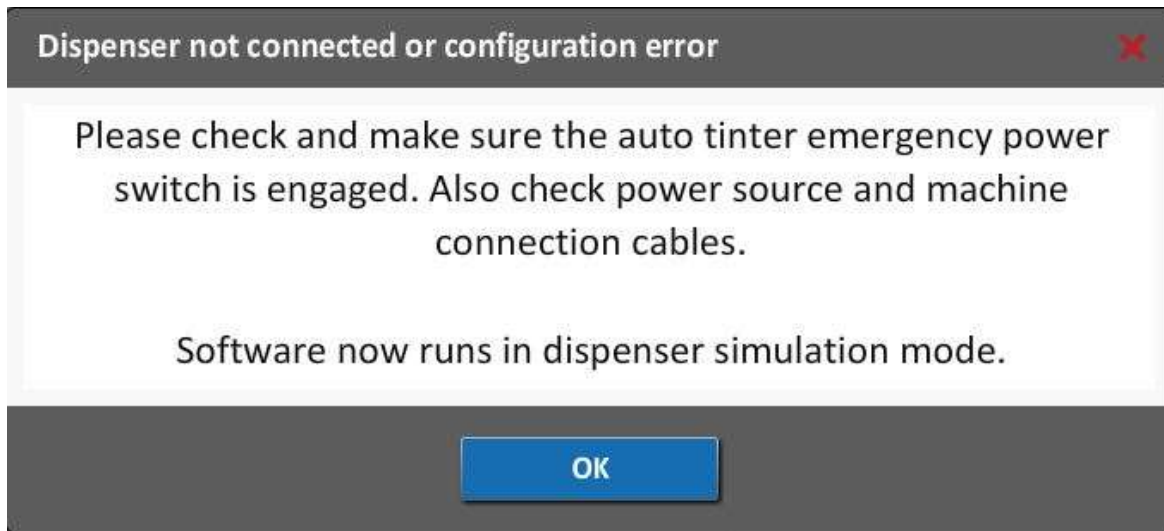 Dispenser not connected or configuration error
Please check and make sure the auto tinter emergency power
switch is engaged. Also check power source and machine
connection cables.
Software now runs in dispenser simulation mode.
OK